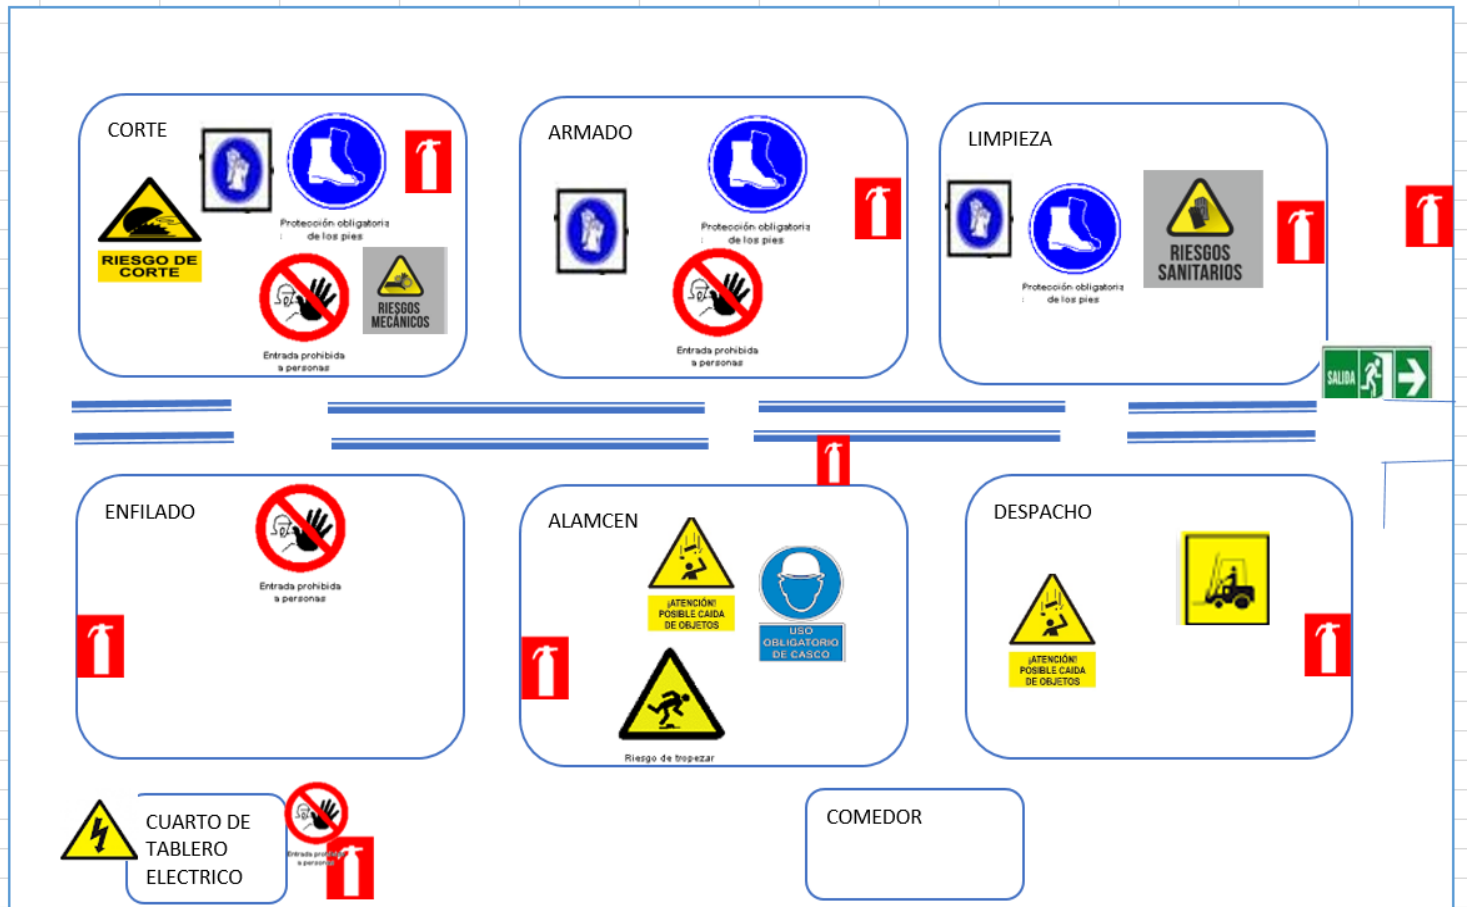 CORTE
RIESGO DE
CORTE
Protección obligatoria
: de los pies
Entrada prohibida
a personas
RIESGOS
MECÁNICOS
ARMADO
Protección obligatoria
: de los pies
Entrada prohibida
a personas
LIMPIEZA
Protección obligatoria
: de los pies
RIESGOS
SANITARIOS
SALIDA
ENFILADO
Entrada prohibida
a personas
ALAMCEN
¡ATENCIÓN!
POSIBLE CAIDA
DE OBJETOS
USO
OBLIGATORIO
DE CASCO
Riesgo de tropezar
DESPACHO
¡ATENCIÓN!
POSIBLE CAIDA
DE OBJETOS
CUARTO DE
TABLERO
ELECTRICO
Entrada prohibida
a personas
COMEDOR